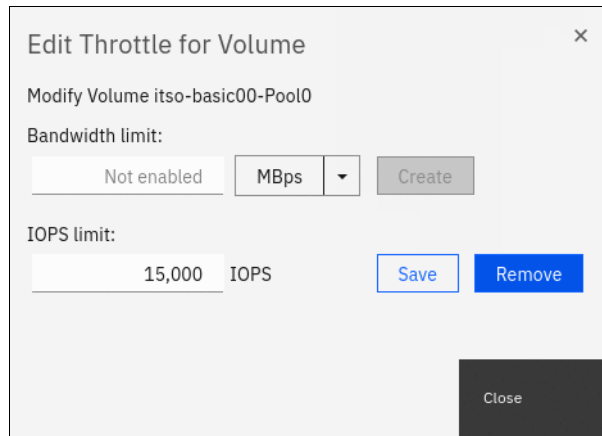 Edit Throttle for Volume ×
Modify Volume itso-basic00-Pool0
Bandwidth limit:
Not enabled MBps Create
IOPS limit:
15,000 IOPS Save Remove
Close